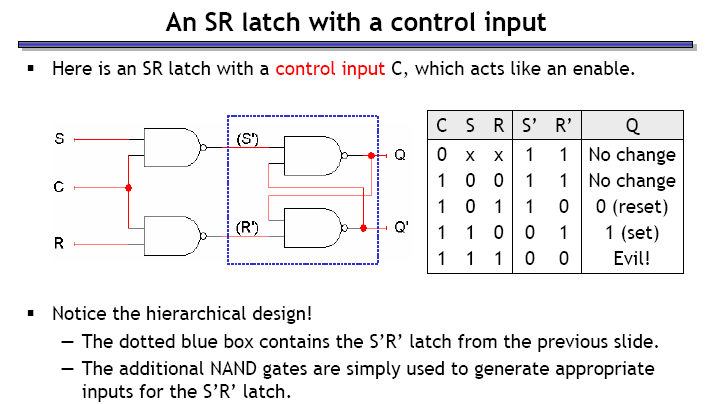 An SR latch with a control input
▪ Here is an SR latch with a control input C, which acts like an enable.
S
C
R
(S')
(R')
Q
Q'
C S R S’ R’ Q
0 x x 1 1 No change
1 0 0 1 1 No change
1 0 1 1 0 0 (reset)
1 1 0 0 1 1 (set)
1 1 1 0 0 Evil!
▪ Notice the hierarchical design!
— The dotted blue box contains the S’R’ latch from the previous slide.
— The additional NAND gates are simply used to generate appropriate
inputs for the S’R’ latch.